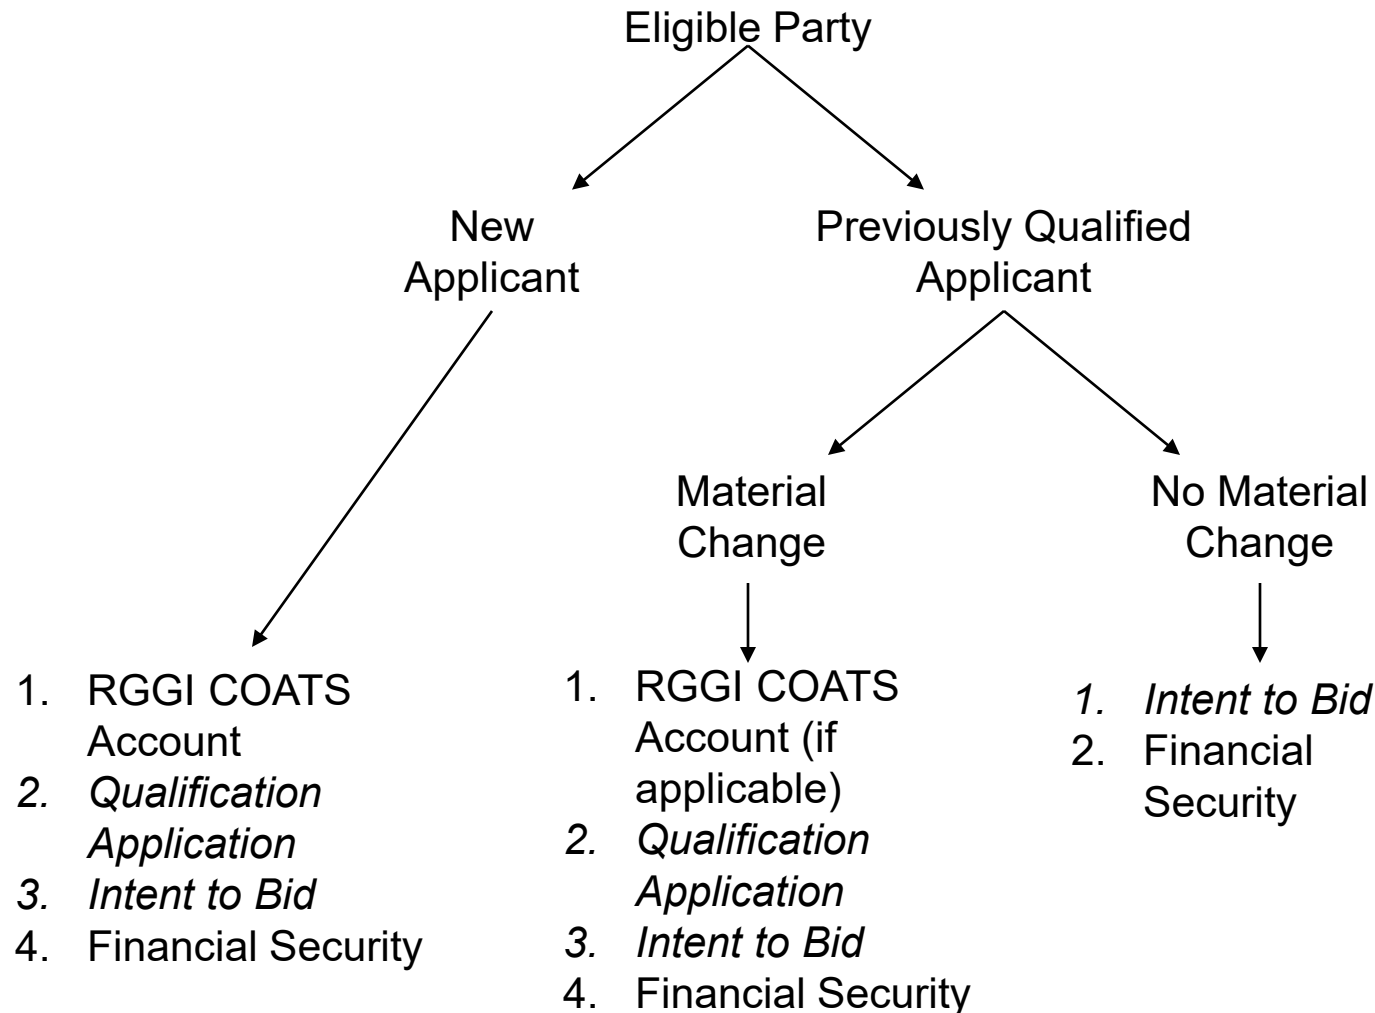 Eligible Party
New
Applicant
Previously Qualified
Applicant
Material
Change
No Material
Change
1. RGGI COATS
Account
2. Qualification
Application
3. Intent to Bid
4. Financial Security
1. RGGI COATS
Account (if
applicable)
2. Qualification
Application
3. Intent to Bid
4. Financial Security
1. Intent to Bid
2. Financial
Security